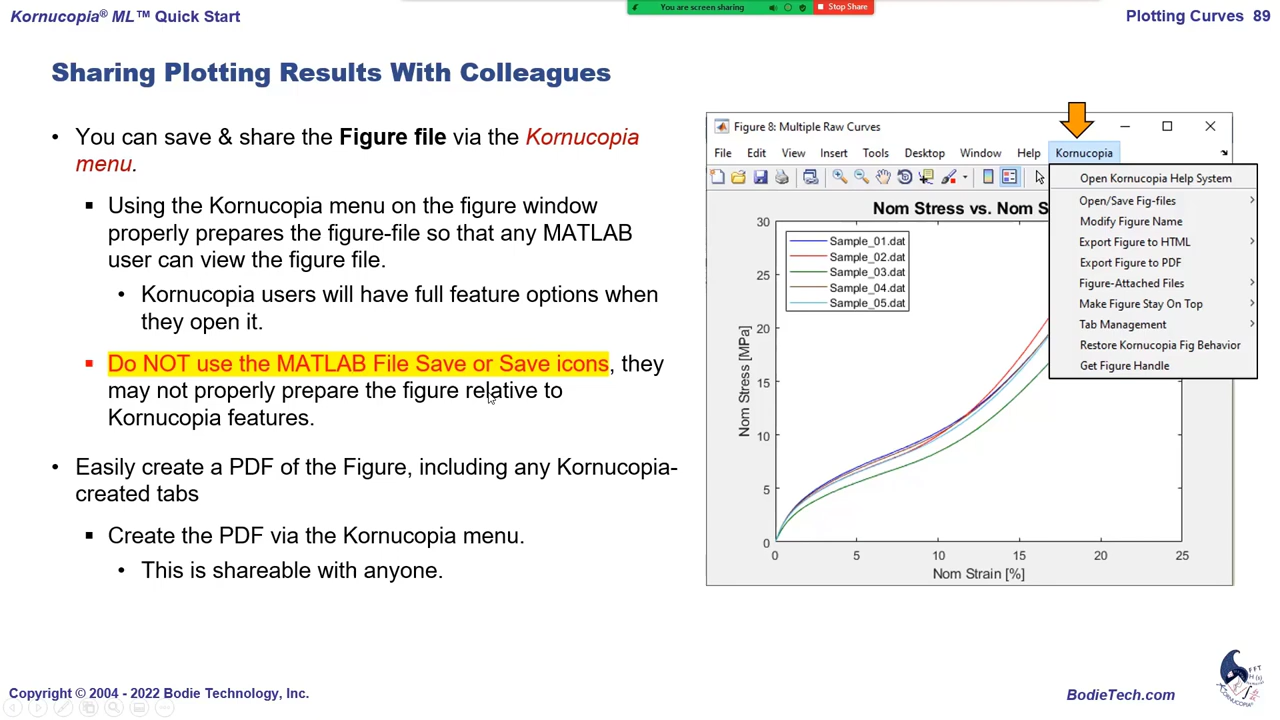 Kornucopia® ML™ Quick Start
You are screen sharing
Stop Share
Plotting Curves 89
Sharing Plotting Results With Colleagues
• You can save & share the Figure file via the Kornucopia
menu.
▪ Using the Kornucopia menu on the figure window
properly prepares the figure-file so that any MATLAB
user can view the figure file.
• Kornucopia users will have full feature options when
they open it.
▪ Do NOT use the MATLAB File Save or Save icons, they
may not properly prepare the figure relative to
Kornucopia features.
• Easily create a PDF of the Figure, including any Kornucopia-
created tabs
▪ Create the PDF via the Kornucopia menu.
• This is shareable with anyone.
Figure 8: Multiple Raw Curves
File Edit View Insert Tools Desktop Window Help Kornucopia
Open Kornucopia Help System
Open/Save Fig-files
Modify Figure Name
Export Figure to HTML
Export Figure to PDF
Figure-Attached Files
Make Figure Stay On Top
Tab Management
Restore Kornucopia Fig Behavior
Get Figure Handle
Nom Stress vs. Nom S
Sample_01.dat
Sample_02.dat
Sample_03.dat
Sample_04.dat
Sample_05.dat
30
25
20
15
10
5
0
Nom Stress [MPa]
0 5 10 15 20 25
Nom Strain [%]
Copyright © 2004 - 2022 Bodie Technology, Inc.
BodieTech.com
FFT
KORNUCOPIA®